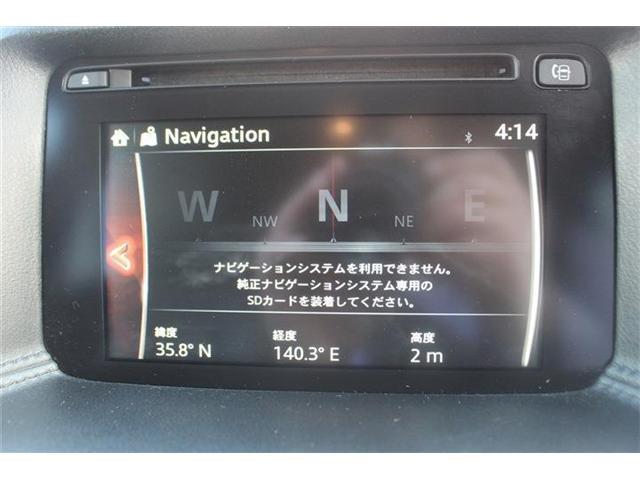 Navigation 4:14
W NW N NE E
ナビゲーションシステムを利用できません。
純正ナビゲーションシステム専用の
SDカードを装着してください。
緯度 経度 高度
35.8° N 140.3° E 2 m